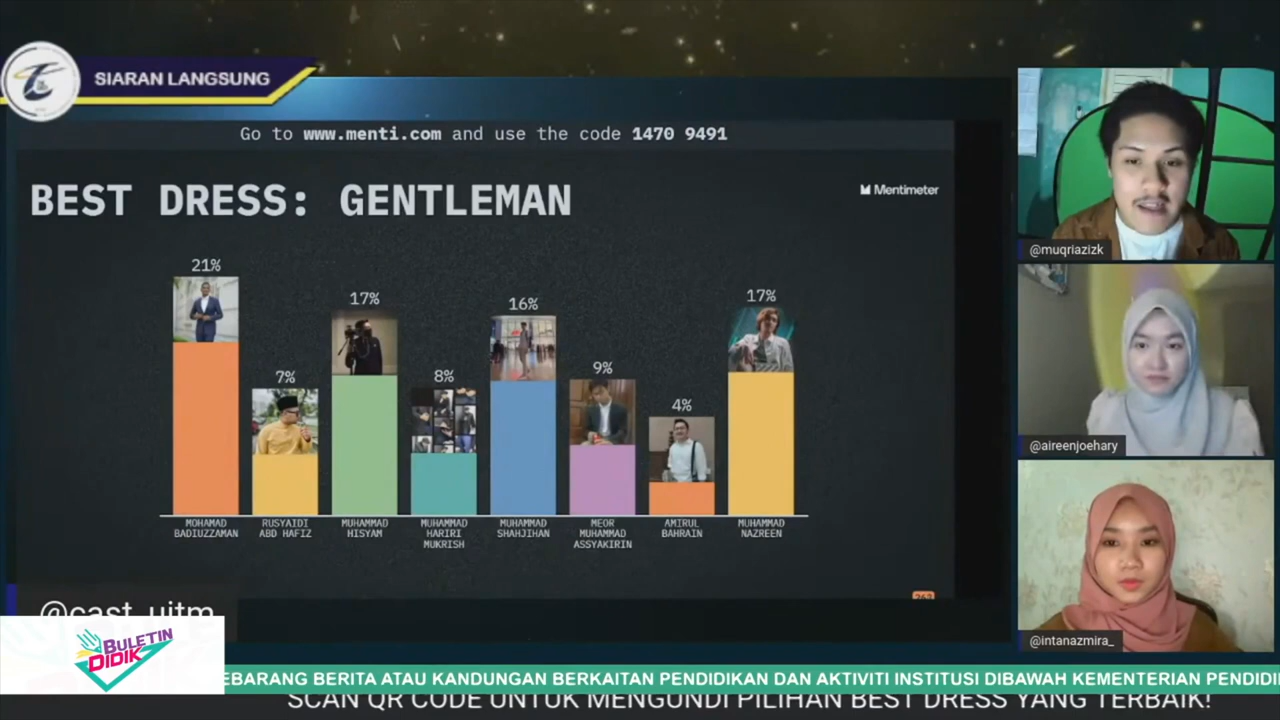 SIARAN LANGSUNG
Go to www.menti.com and use the code 1470 9491
BEST DRESS: GENTLEMAN
Mentimeter
21%
7%
17%
8%
16%
9%
4%
17%
MOHAMAD
BADIUZZAMAN
RUSYAIDI
ABD HAFIZ
MUHAMMAD
HISYAM
MUHAMMAD
HARIRI
MUKRISH
MUHAMMAD
SHAHJIHAN
MEOR
MUHAMMAD
ASSYAKIRIN
AMIRUL
BAHRAIN
MUHAMMAD
NAZREEN
@muqriazizk
@aireenjoehary
@intanazmira_
@cast_uitm
BULETIN
DIDIK
EBARANG BERITA ATAU KANDUNGAN BERKAITAN PENDIDIKAN DAN AKTIVITI INSTITUSI DIBAWAH KEMENTERIAN PENDIDI
SCAN QR CODE UNTUK MENGUNDI PILIHAN BEST DRESS YANG TERBAIK!